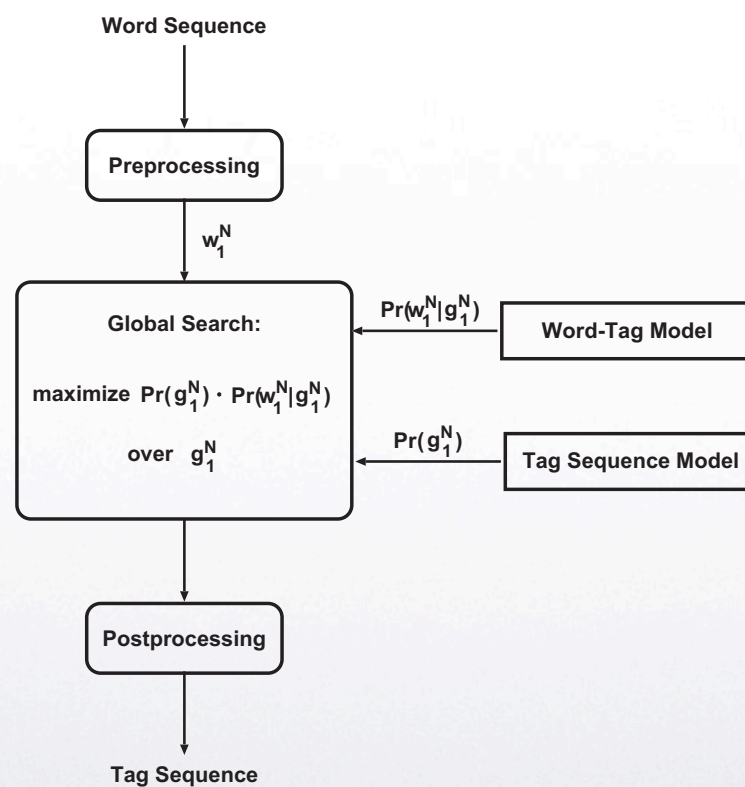 Word Sequence
Preprocessing
w₁ᴺ
Global Search:
maximize Pr(g₁ᴺ) · Pr(w₁ᴺ|g₁ᴺ)
over g₁ᴺ
Pr(w₁ᴺ|g₁ᴺ)
Word-Tag Model
Pr(g₁ᴺ)
Tag Sequence Model
Postprocessing
Tag Sequence